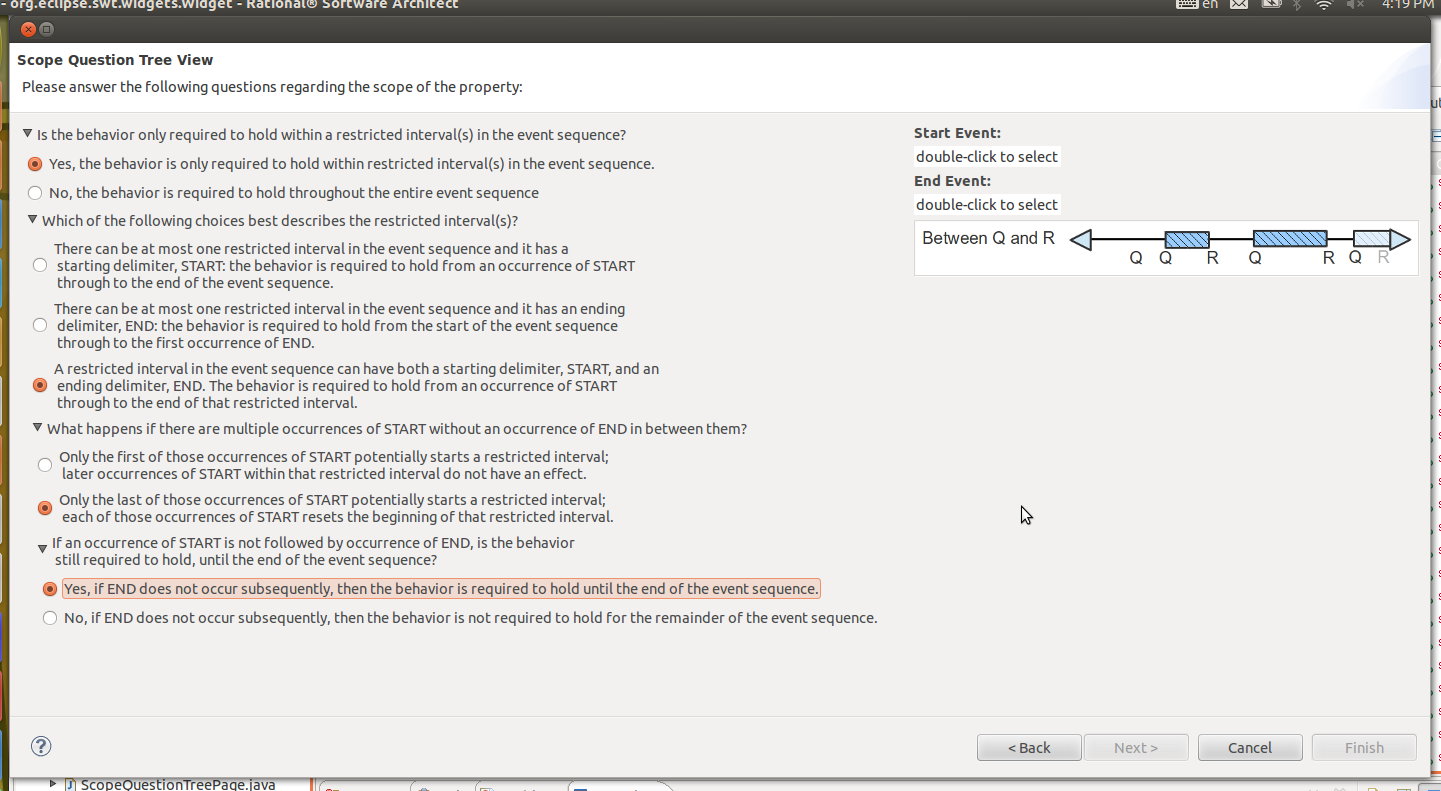 - org.eclipse.swt.widgets.Widget - Rational® Software Architect
en
4:19 PM
Scope Question Tree View
Please answer the following questions regarding the scope of the property:
Is the behavior only required to hold within a restricted interval(s) in the event sequence?
Yes, the behavior is only required to hold within restricted interval(s) in the event sequence.
No, the behavior is required to hold throughout the entire event sequence
Which of the following choices best describes the restricted interval(s)?
There can be at most one restricted interval in the event sequence and it has a
starting delimiter, START: the behavior is required to hold from an occurrence of START
through to the end of the event sequence.
There can be at most one restricted interval in the event sequence and it has an ending
delimiter, END: the behavior is required to hold from the start of the event sequence
through to the first occurrence of END.
A restricted interval in the event sequence can have both a starting delimiter, START, and an
ending delimiter, END. The behavior is required to hold from an occurrence of START
through to the end of that restricted interval.
What happens if there are multiple occurrences of START without an occurrence of END in between them?
Only the first of those occurrences of START potentially starts a restricted interval;
later occurrences of START within that restricted interval do not have an effect.
Only the last of those occurrences of START potentially starts a restricted interval;
each of those occurrences of START resets the beginning of that restricted interval.
If an occurrence of START is not followed by occurrence of END, is the behavior
still required to hold, until the end of the event sequence?
Yes, if END does not occur subsequently, then the behavior is required to hold until the end of the event sequence.
No, if END does not occur subsequently, then the behavior is not required to hold for the remainder of the event sequence.
Start Event:
double-click to select
End Event:
double-click to select
Between Q and R
Q Q R Q R Q R
?
< Back
Next >
Cancel
Finish
ScopeQuestionTreePage.java